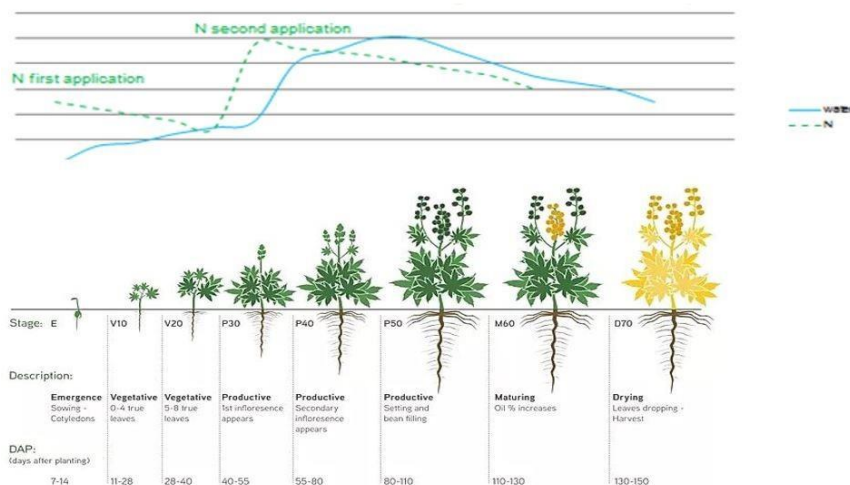 N second application
N first application
water
N
Stage: E V10 V20 P30 P40 P50 M60 D70
Description:
Emergence Vegetative Vegetative Productive Productive Productive Maturing Drying
Sowing - 0-4 true 5-8 true 1st infloresence Secondary Setting and Oil % increases Leaves dropping -
Cotyledons leaves. leaves appears infloresence bean filling Harvest
appears
DAP:
(days after planting)
7-14 11-28 28-40 40-55 55-80 80-110 110-130 130-150